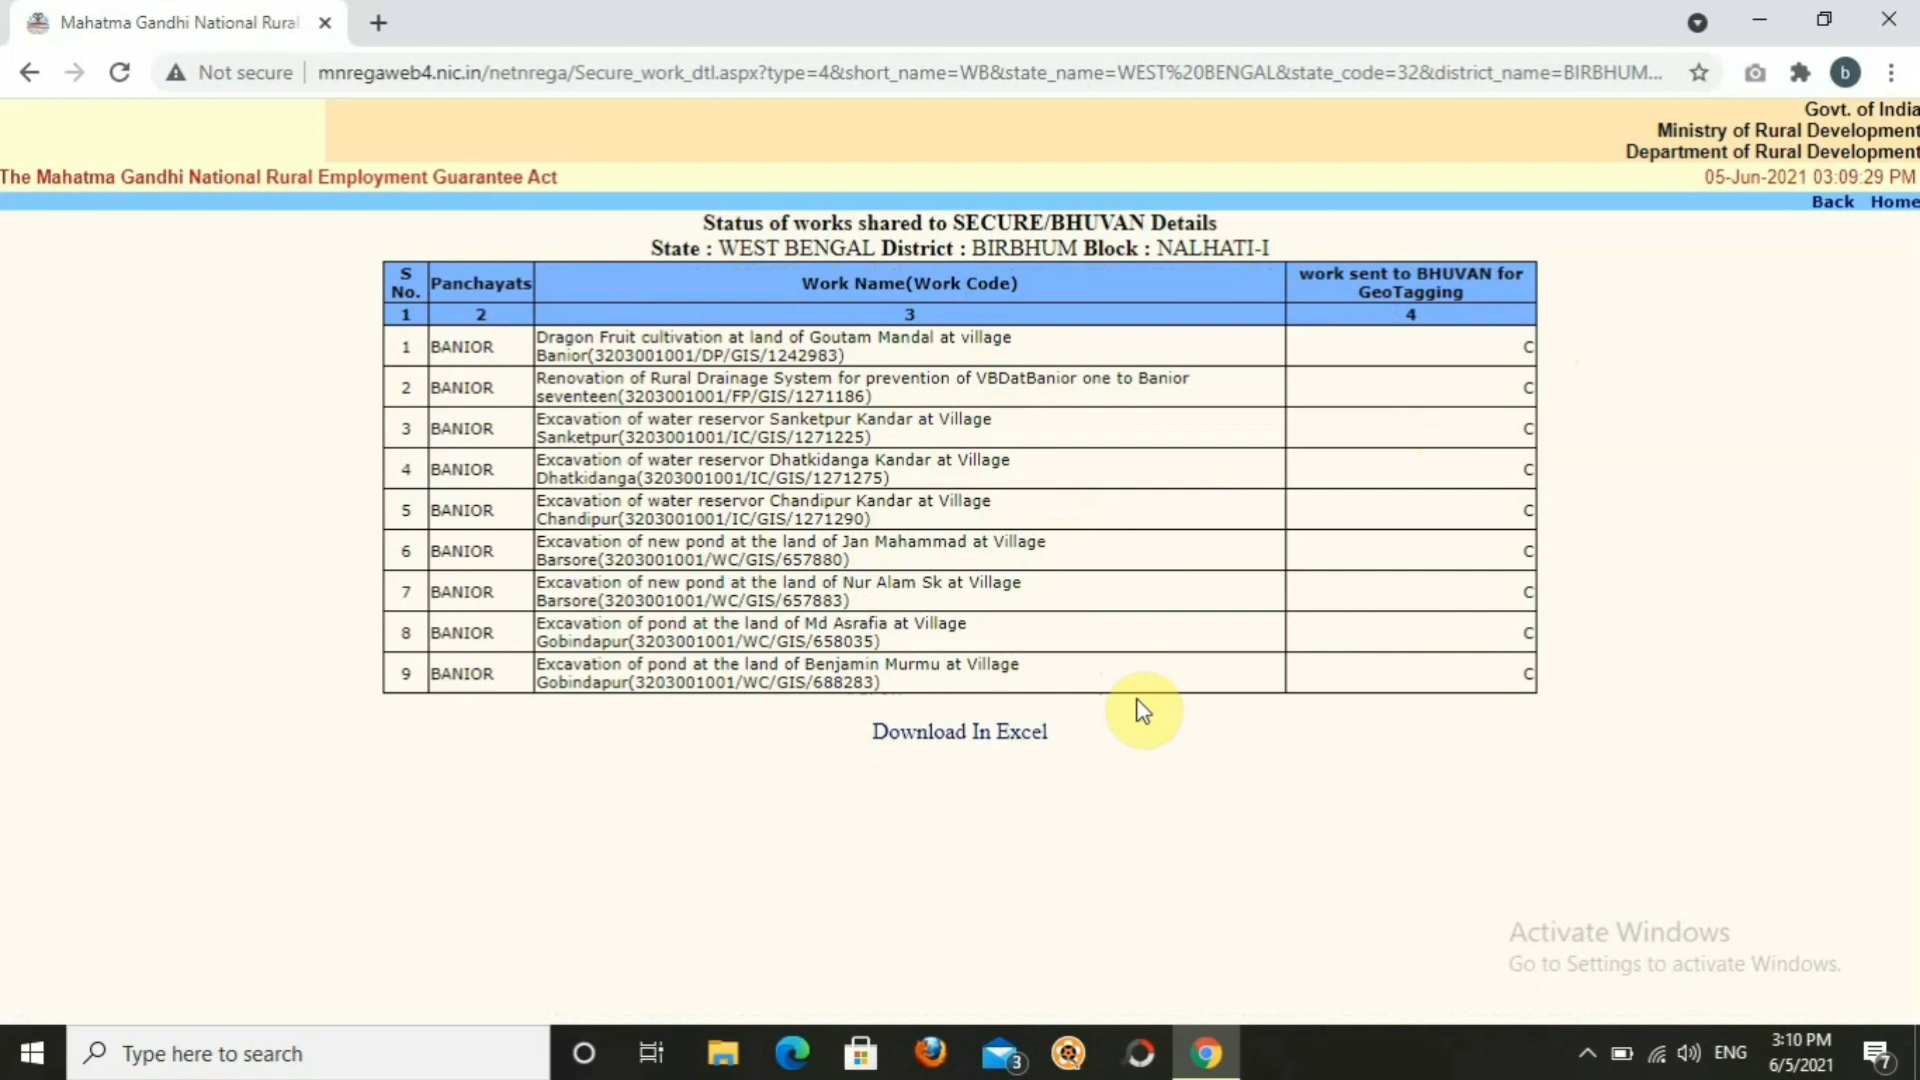 Mahatma Gandhi National Rural
Not secure
mnregaweb4.nic.in/netnrega/Secure_work_dtl.aspx?type=4&short_name=WB&state_name=WEST%20BENGAL&state_code=32&district_name=BIRBHUM...
b
Govt. of India
Ministry of Rural Development
Department of Rural Development
The Mahatma Gandhi National Rural Employment Guarantee Act
05-Jun-2021 03:09:29 PM
Back Home
Status of works shared to SECURE/BHUVAN Details
State : WEST BENGAL District : BIRBHUM Block : NALHATI-I
S No. Panchayats Work Name(Work Code) work sent to BHUVAN for GeoTagging
1 2 3 4
1 BANIOR Dragon Fruit cultivation at land of Goutam Mandal at village
Banior(3203001001/DP/GIS/1242983) C
2 BANIOR Renovation of Rural Drainage System for prevention of VBDatBanior one to Banior
seventeen(3203001001/FP/GIS/1271186) C
3 BANIOR Excavation of water reservor Sanketpur Kandar at Village
Sanketpur(3203001001/IC/GIS/1271225) C
4 BANIOR Excavation of water reservor Dhatkidanga Kandar at Village
Dhatkidanga(3203001001/IC/GIS/1271275) C
5 BANIOR Excavation of water reservor Chandipur Kandar at Village
Chandipur(3203001001/IC/GIS/1271290) C
6 BANIOR Excavation of new pond at the land of Jan Mahammad at Village
Barsore(3203001001/WC/GIS/657880) C
7 BANIOR Excavation of new pond at the land of Nur Alam Sk at Village
Barsore(3203001001/WC/GIS/657883) C
8 BANIOR Excavation of pond at the land of Md Asrafia at Village
Gobindapur(3203001001/WC/GIS/658035) C
9 BANIOR Excavation of pond at the land of Benjamin Murmu at Village
Gobindapur(3203001001/WC/GIS/688283) C
Download In Excel
Activate Windows
Go to Settings to activate Windows.
Type here to search
3
ENG
3:10 PM
6/5/2021
7